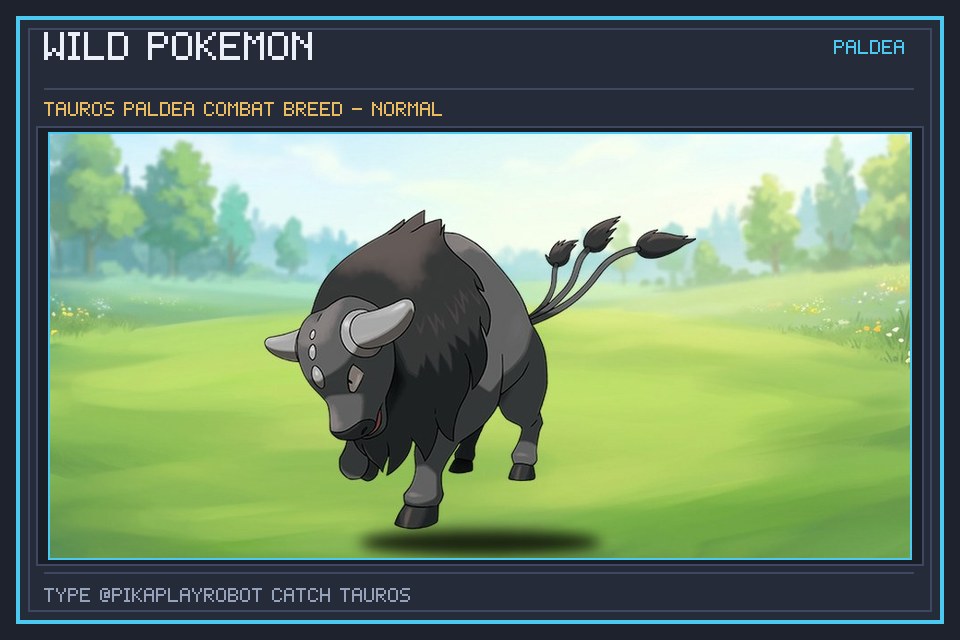 WILD POKEMON
PALDEA
TAUROS PALDEA COMBAT BREED - NORMAL
TYPE @PIKAPLAYROBOT CATCH TAUROS